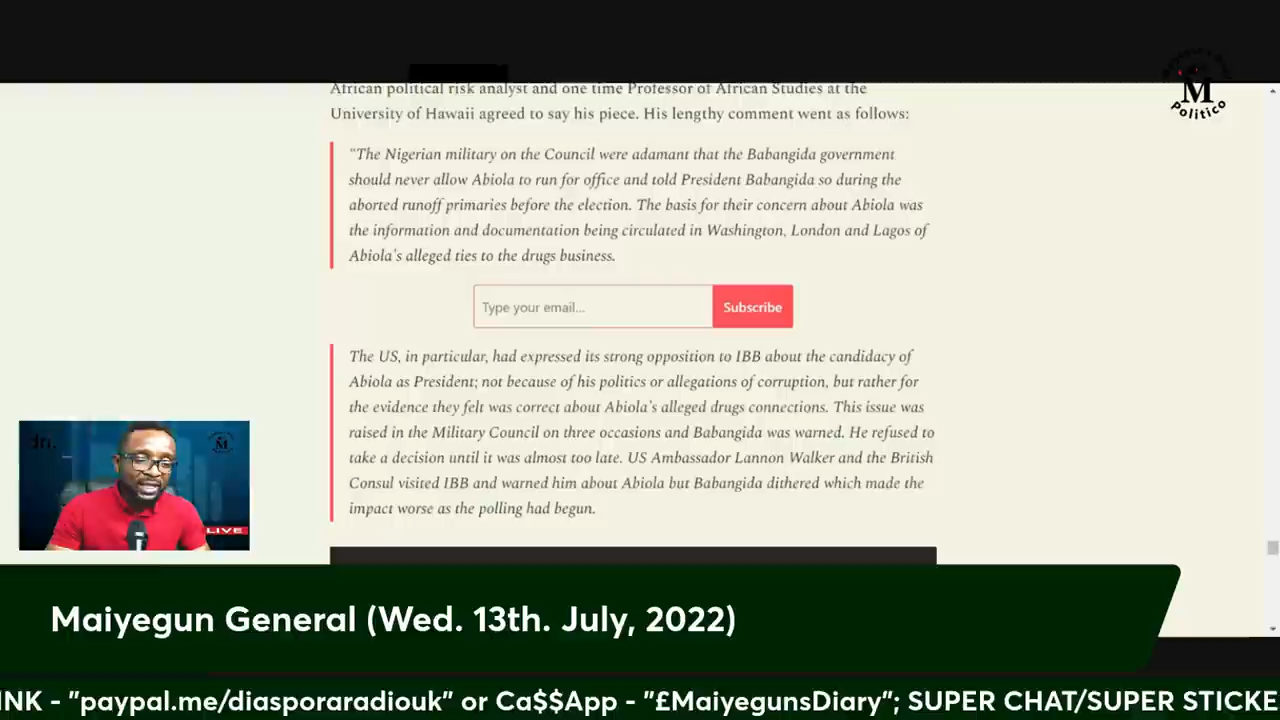 African political risk analyst and one time Professor of African Studies at the
M
Politico
University of Hawaii agreed to say his piece. His lengthy comment went as follows:
"The Nigerian military on the Council were adamant that the Babangida government
should never allow Abiola to run for office and told President Babangida so during the
aborted runoff primaries before the election. The basis for their concern about Abiola was
the information and documentation being circulated in Washington, London and Lagos of
Abiola's alleged ties to the drugs business.
Type your email...
Subscribe
The US, in particular, had expressed its strong opposition to IBB about the candidacy of
Abiola as President; not because of his politics or allegations of corruption, but rather for
the evidence they felt was correct about Abiola's alleged drugs connections. This issue was
raised in the Military Council on three occasions and Babangida was warned. He refused to
take a decision until it was almost too late. US Ambassador Lannon Walker and the British
Consul visited IBB and warned him about Abiola but Babangida dithered which made the
impact worse as the polling had begun.
dri.
M
LIVE
Maiyegun General (Wed. 13th. July, 2022)
INK - "paypal.me/diasporaradiouk" or Ca$$App - "£MaiyegunsDiary"; SUPER CHAT/SUPER STICKE